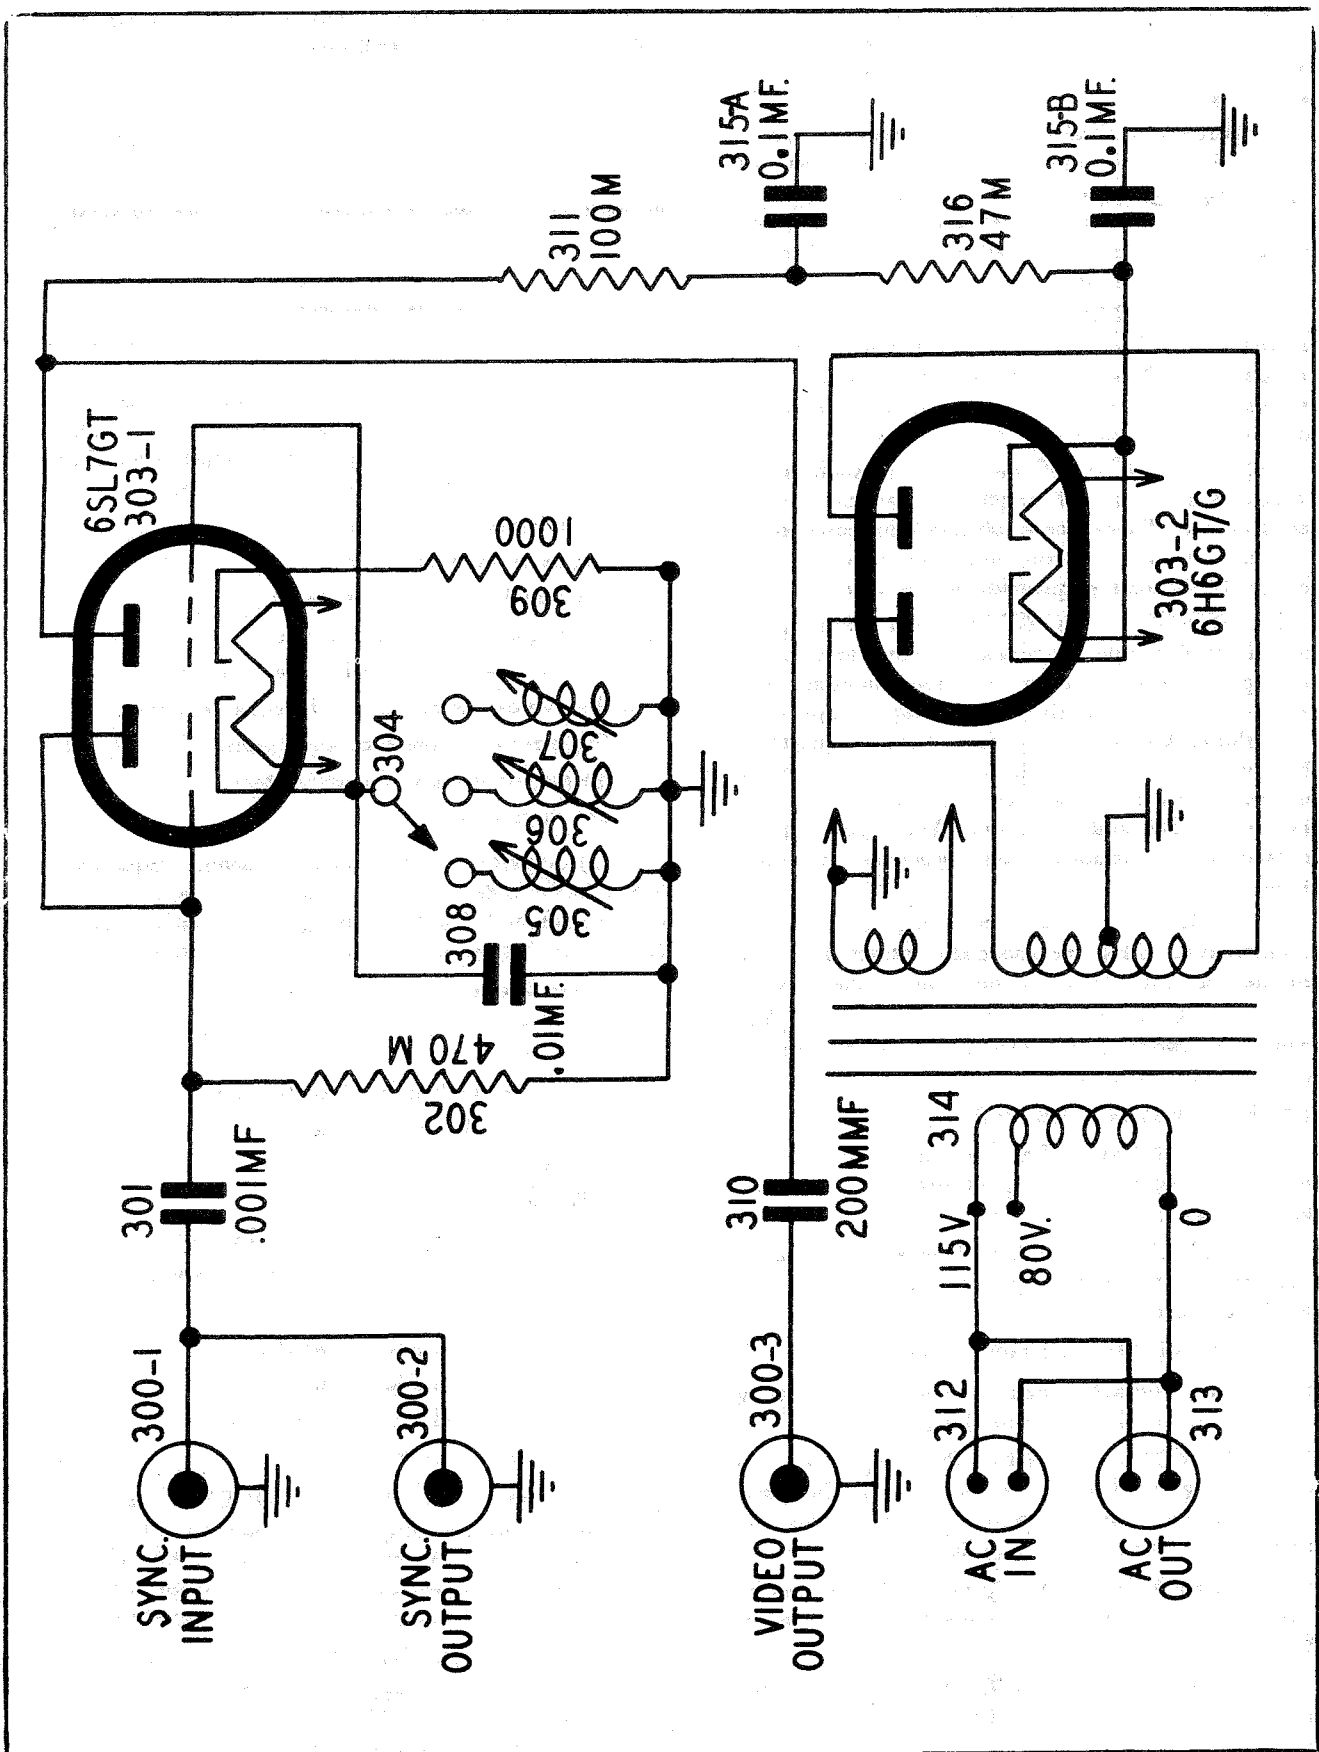 SYNC.
INPUT
300-1
301
.001MF
6SL7GT
303-1
SYNC.
OUTPUT
300-2
302
470 M
308
.01MF.
305
306
307
304
309
1000
311
100M
315-A
0.1MF.
VIDEO
OUTPUT
300-3
310
200MMF
316
47M
315-B
0.1MF.
AC
IN
312
115V
80V.
314
AC
OUT
313
0
303-2
6H6GT/G